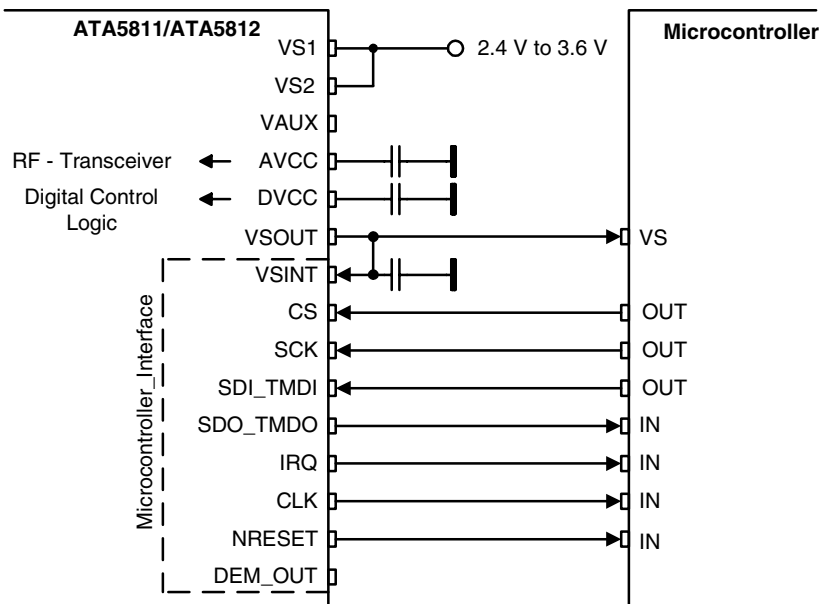 ATA5811/ATA5812
Microcontroller
VS1
2.4 V to 3.6 V
VS2
VAUX
RF - Transceiver
AVCC
Digital Control
Logic
DVCC
VSOUT
VS
VSINT
Microcontroller_Interface
CS
OUT
SCK
OUT
SDI_TMDI
OUT
SDO_TMDO
IN
IRQ
IN
CLK
IN
NRESET
IN
DEM_OUT